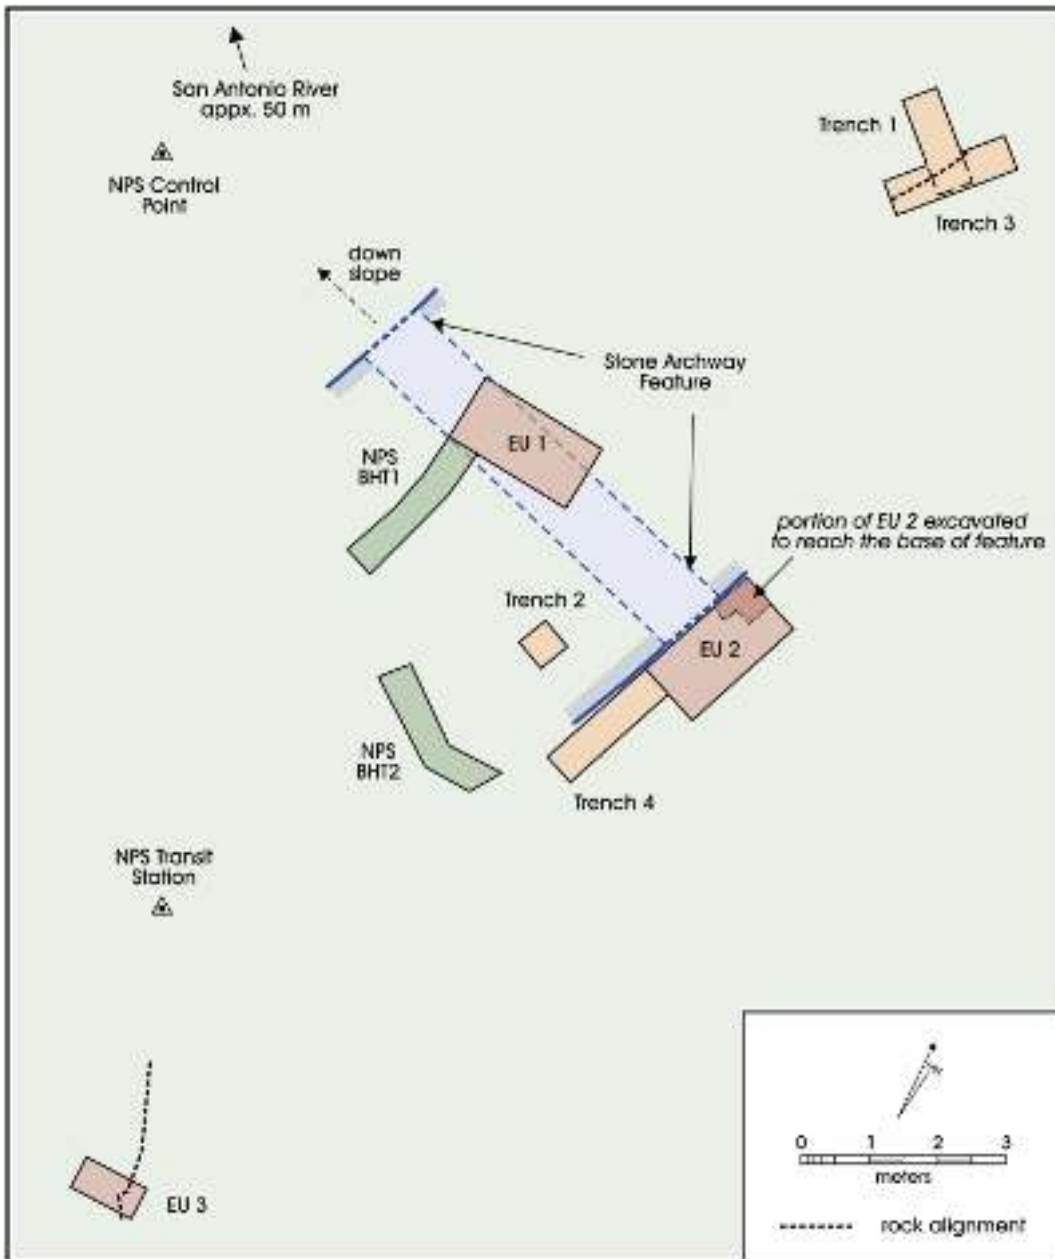 San Antonio River
appx. 50 m
NPS Control
Point
Trench 1
Trench 3
down
slope
Stone Archway
Feature
EU 1
NPS
BHT1
portion of EU 2 excavated
to reach the base of feature
Trench 2
EU 2
NPS
BHT2
Trench 4
NPS Transit
Station
EU 3
0 1 2 3
meters
rock alignment